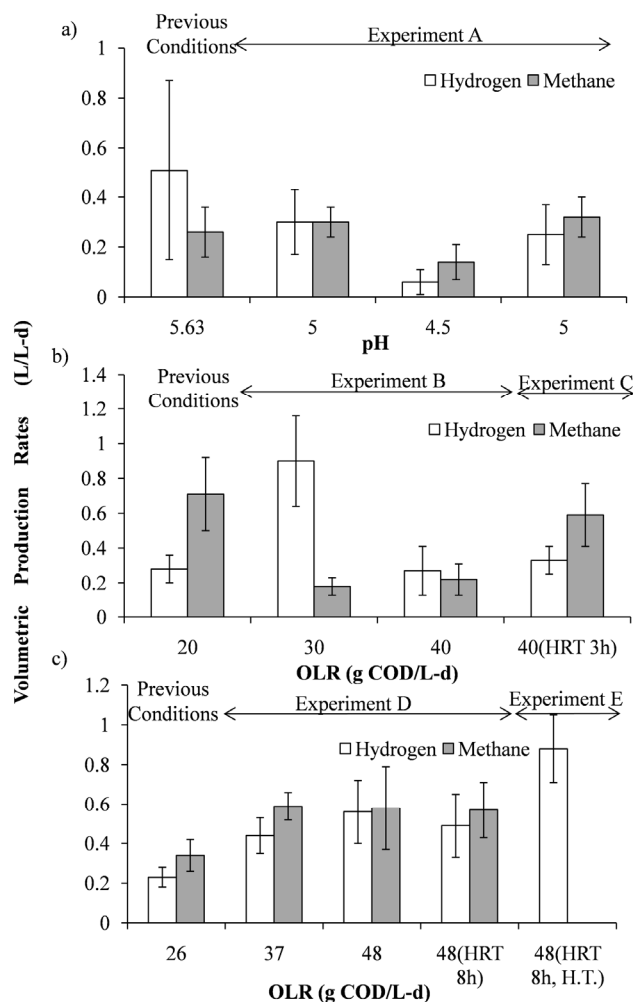 Volumetric Production Rates (L/L-d)
a)
Previous
Conditions
Experiment A
Hydrogen
Methane
1
0.8
0.6
0.4
0.2
0
5.63
5
4.5
5
pH
b)
Previous
Conditions
Experiment B
Experiment C
Hydrogen
Methane
1.4
1.2
1
0.8
0.6
0.4
0.2
0
20
30
40
40(HRT 3h)
OLR (g COD/L-d)
c)
Previous
Conditions
Experiment D
Experiment E
Hydrogen
Methane
1.2
1
0.8
0.6
0.4
0.2
0
26
37
48
48(HRT
8h)
48(HRT
8h, H.T.)
OLR (g COD/L-d)